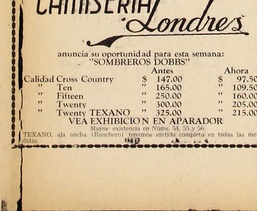 CAMISERIA
Londres
anuncia su oportunidad para esta semana:
"SOMBREROS DOBBS"
Antes Ahora
Calidad Cross Country $ 147.00 $ 97.50
" Ten " 165.00 " 109.50
" Fifteen " 250.00 " 160.00
" Twenty " 300.00 " 205.00
" Twenty TEXANO " 325.00 " 215.00
VEA EXHIBICION EN APARADOR
Mayor existencia en Núms. 54, 55 y 56.
TEXANO, ala ancha (Ranchero) tenemos surtido completo en todas las me-
didas.